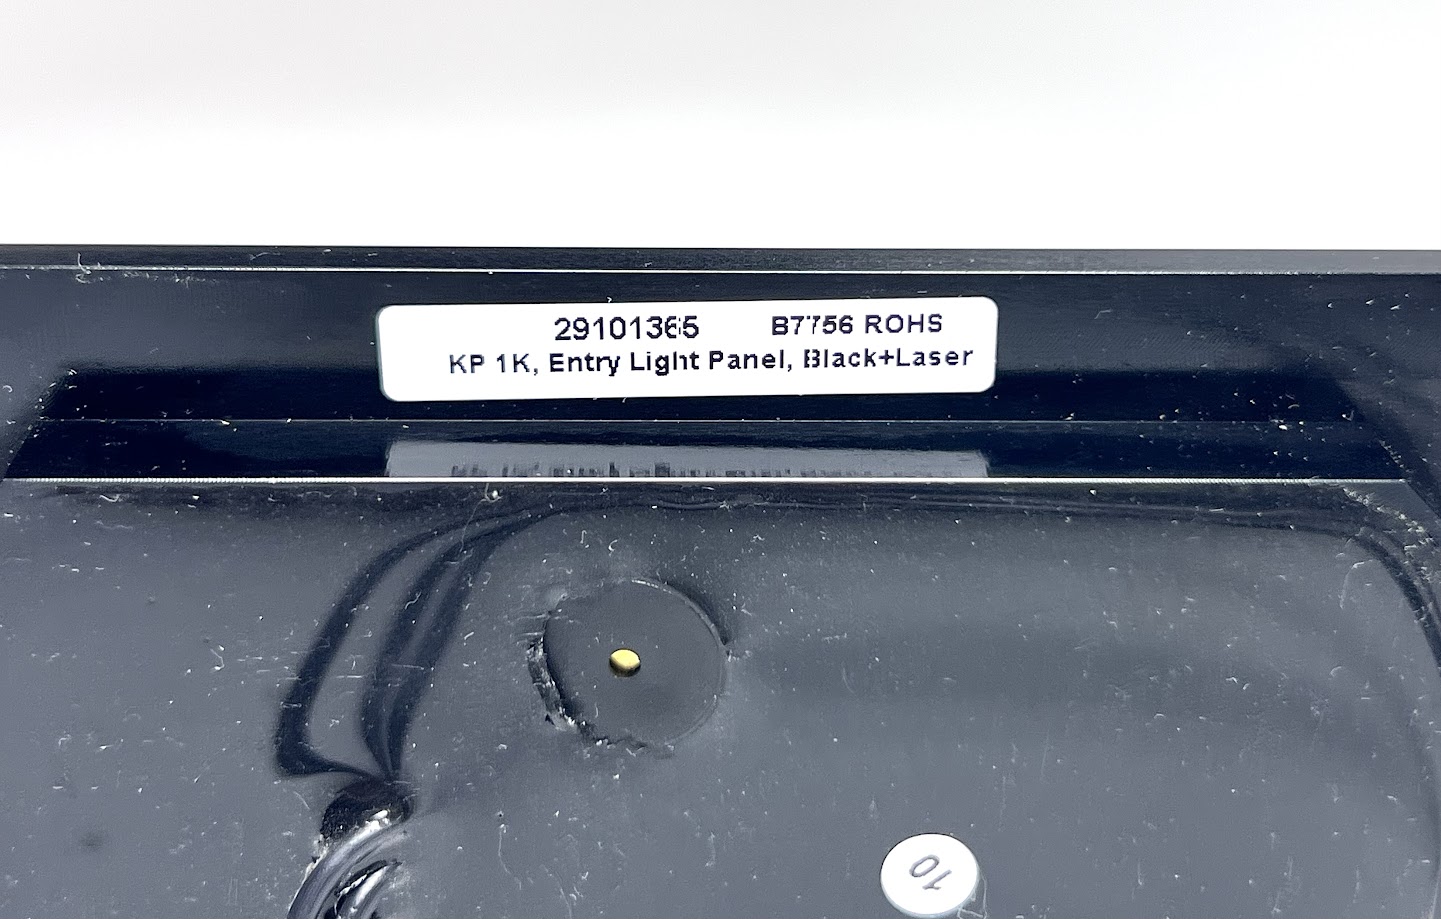 29101365 B7756 ROHS
KP 1K, Entry Light Panel, Black+Laser
10